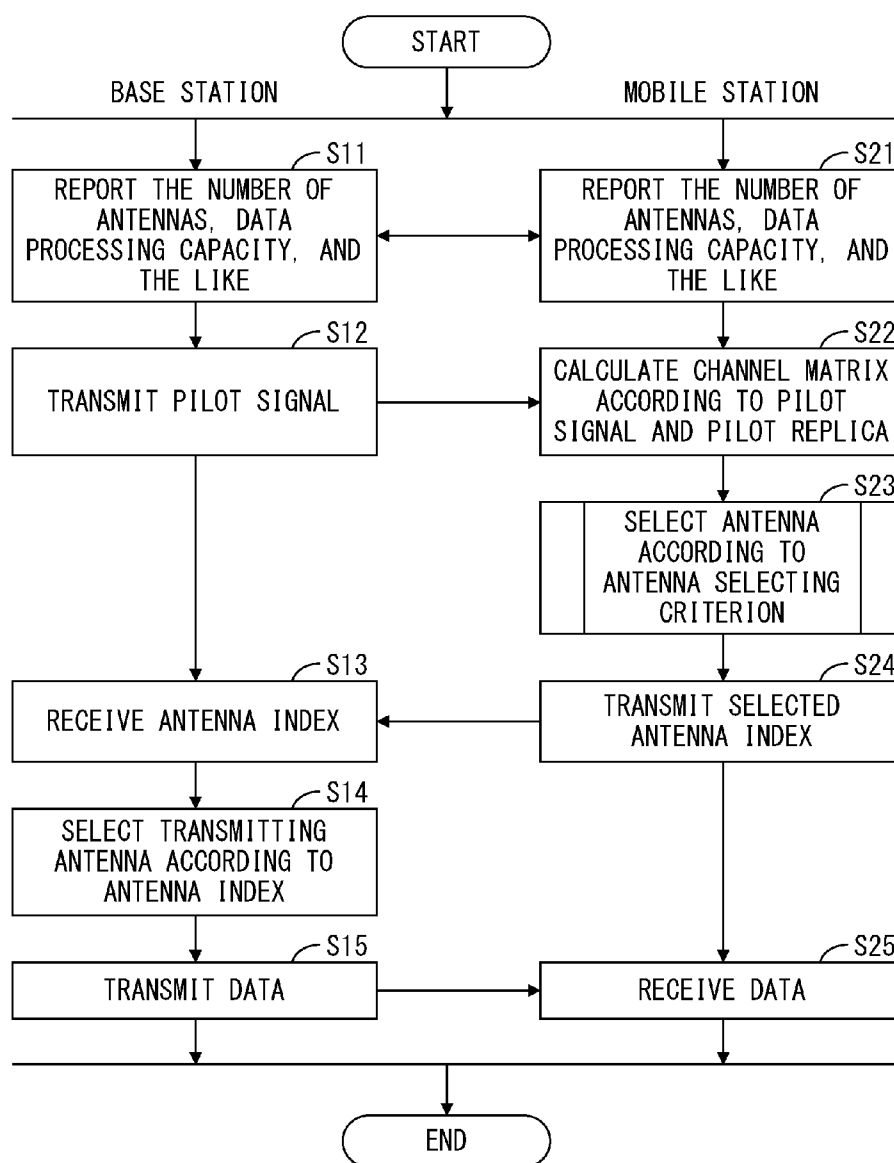 START
BASE STATION
MOBILE STATION
S11
REPORT THE NUMBER OF
ANTENNAS, DATA
PROCESSING CAPACITY, AND
THE LIKE
S21
REPORT THE NUMBER OF
ANTENNAS, DATA
PROCESSING CAPACITY, AND
THE LIKE
S12
TRANSMIT PILOT SIGNAL
S22
CALCULATE CHANNEL MATRIX
ACCORDING TO PILOT
SIGNAL AND PILOT REPLICA
S23
SELECT ANTENNA
ACCORDING TO
ANTENNA SELECTING
CRITERION
S13
RECEIVE ANTENNA INDEX
S24
TRANSMIT SELECTED
ANTENNA INDEX
S14
SELECT TRANSMITTING
ANTENNA ACCORDING TO
ANTENNA INDEX
S15
TRANSMIT DATA
S25
RECEIVE DATA
END